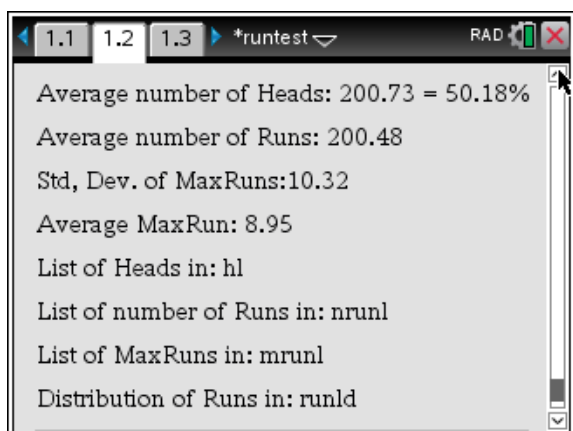 1.1 1.2 1.3 *runtest RAD
Average number of Heads: 200.73 = 50.18%
Average number of Runs: 200.48
Std, Dev. of MaxRuns:10.32
Average MaxRun: 8.95
List of Heads in: hl
List of number of Runs in: nrunl
List of MaxRuns in: mrunl
Distribution of Runs in: runld